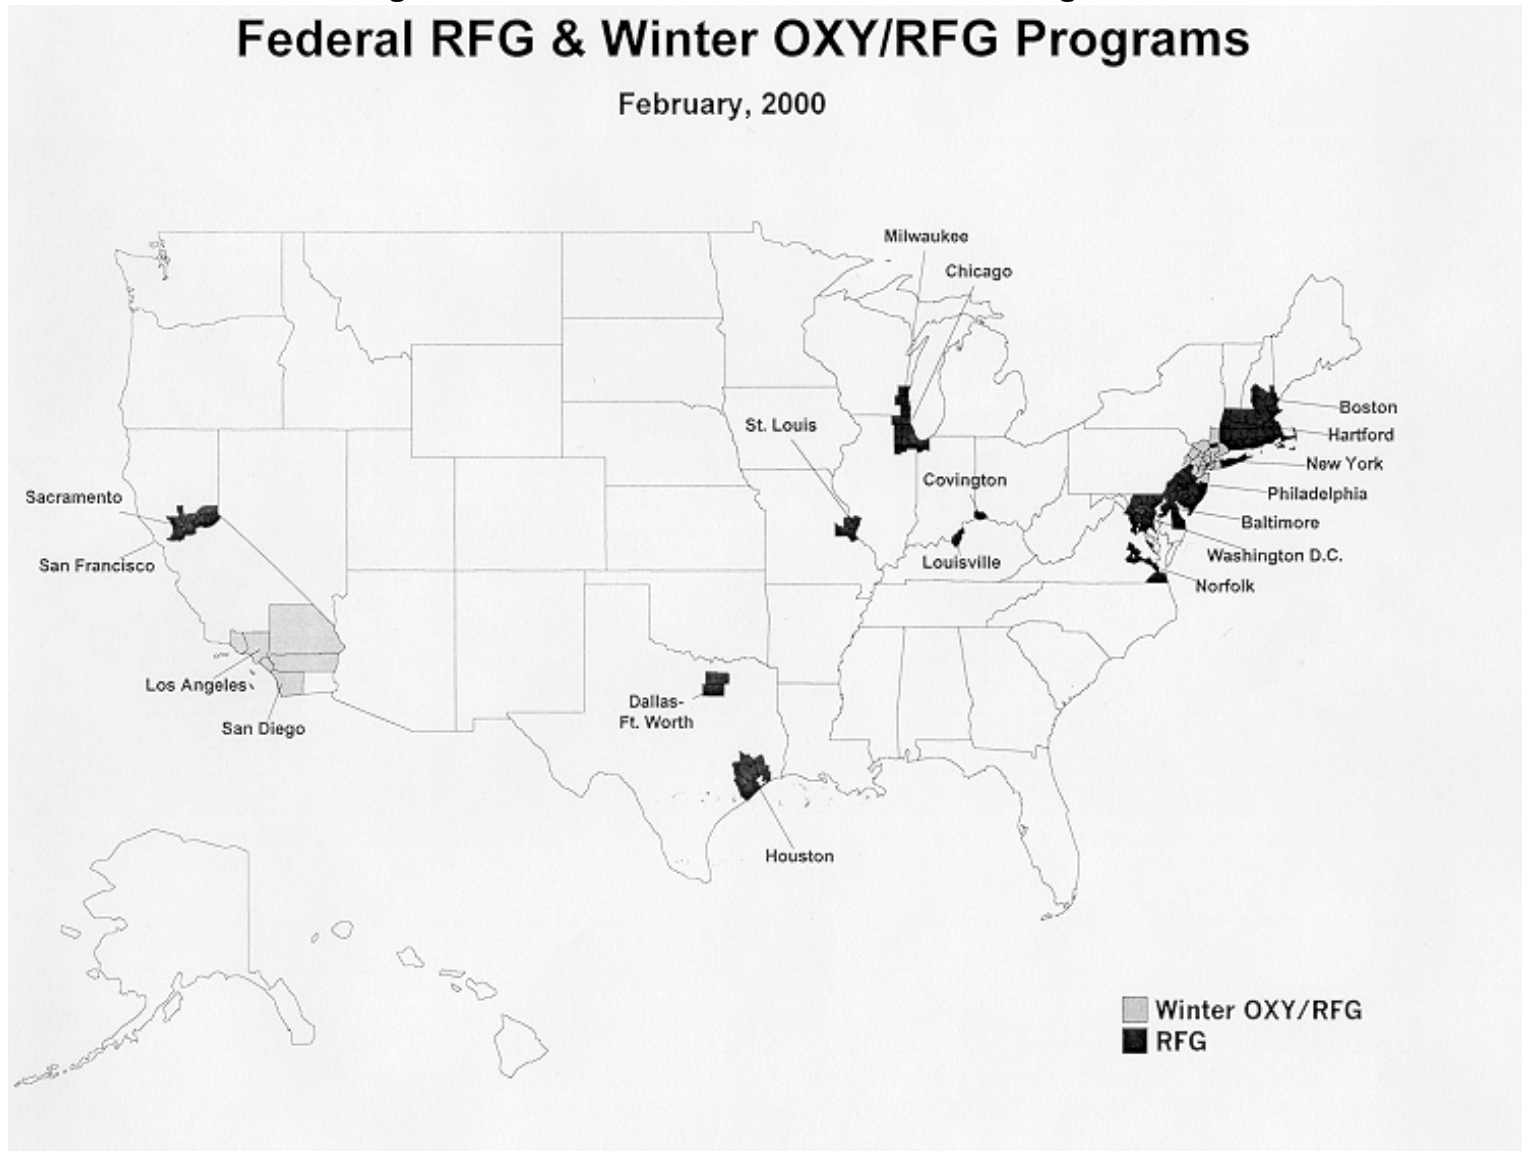 Federal RFG & Winter OXY/RFG Programs
February, 2000
Milwaukee
Chicago
St. Louis
Boston
Hartford
New York
Covington
Philadelphia
Sacramento
Baltimore
San Francisco
Louisville
Washington D.C.
Norfolk
Los Angeles
San Diego
Dallas-
Ft. Worth
Houston
Winter OXY/RFG
RFG